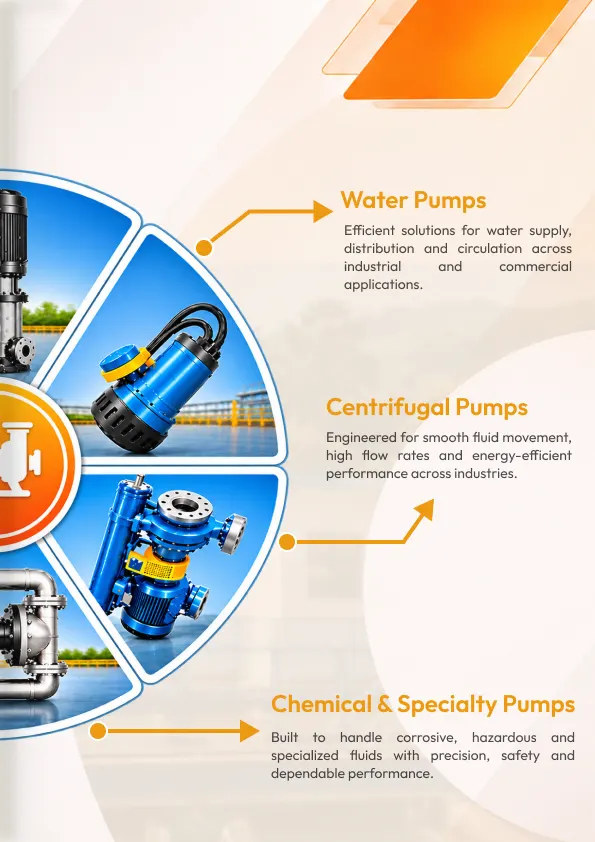 Water Pumps
Efficient solutions for water supply,
distribution and circulation across
industrial and commercial
applications.
Centrifugal Pumps
Engineered for smooth fluid movement,
high flow rates and energy-efficient
performance across industries.
Chemical & Specialty Pumps
Built to handle corrosive, hazardous and
specialized fluids with precision, safety and
dependable performance.